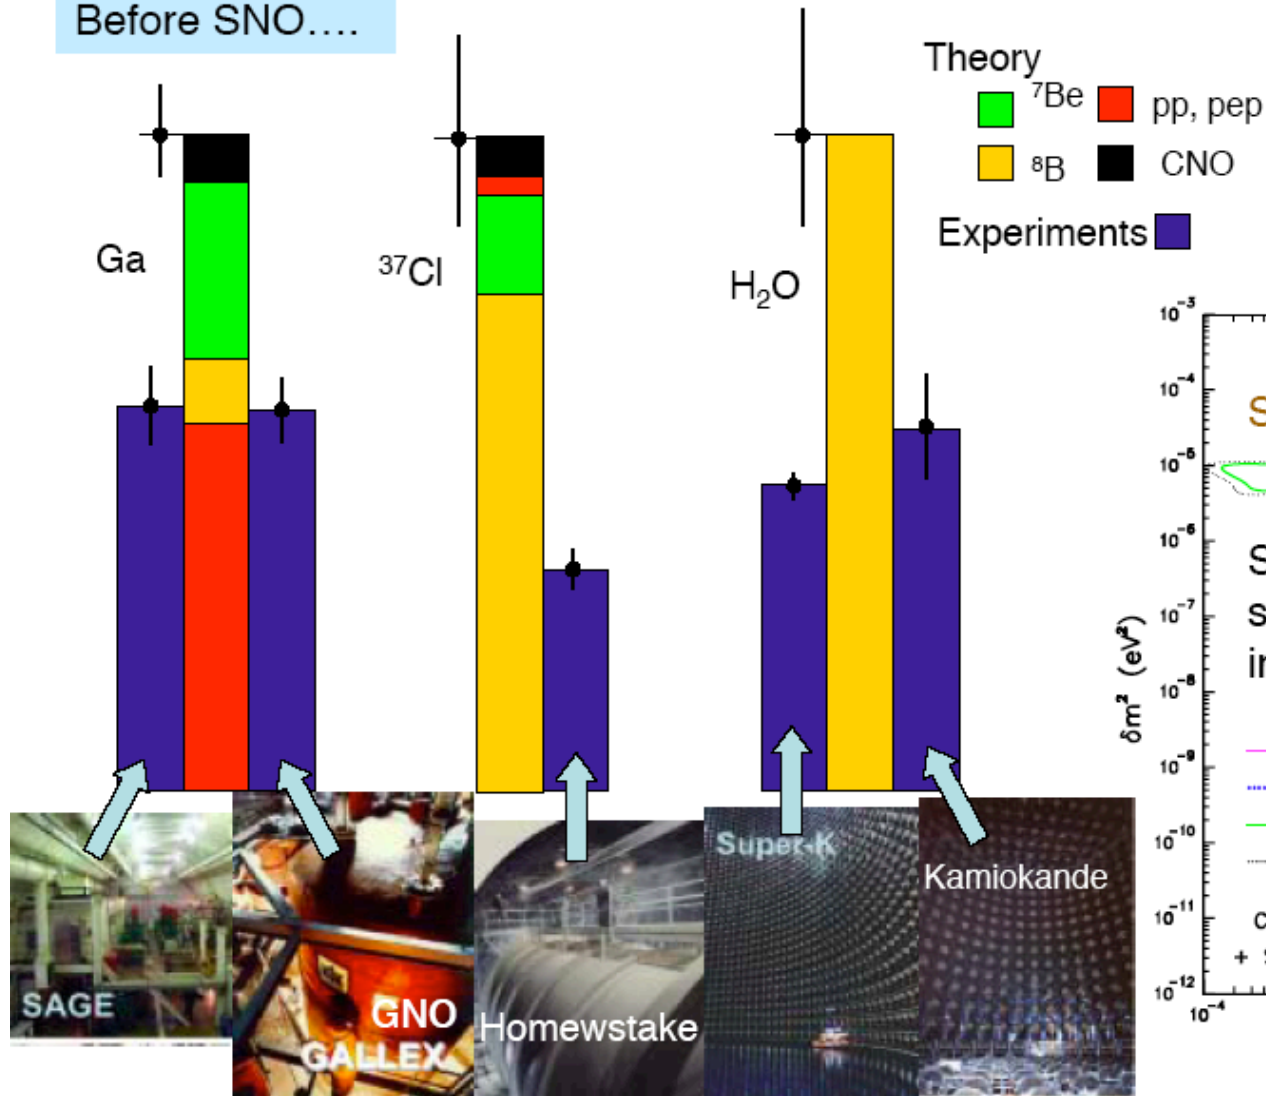 Before SNO....
Theory
⁷Be
pp, pep
⁸B
CNO
Experiments
Ga
³⁷Cl
H₂O
10⁻³
10⁻⁴
10⁻⁵
10⁻⁶
10⁻⁷
10⁻⁸
10⁻⁹
10⁻¹⁰
10⁻¹¹
10⁻¹²
10⁻⁴
δm² (eV²)
S
S
s
+
SAGE
GNO
GALLEX
Homewstake
Super-K
Kamiokande